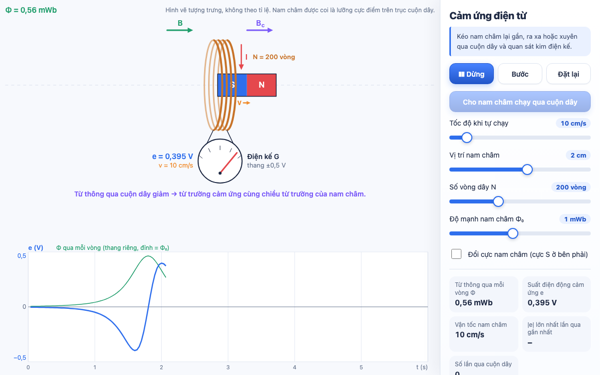 Φ = 0,56 mWb
Hình vẽ tượng trưng, không theo tỉ lệ. Nam châm được coi là lưỡng cực điểm trên trục cuộn dây.
B
B꜀
I
N = 200 vòng
S
N
v
e = 0,395 V
v = 10 cm/s
Điện kế G
thang ±0,5 V
Từ thông qua cuộn dây giảm → từ trường cảm ứng cùng chiều từ trường của nam châm.
e (V)
Φ qua mỗi vòng (thang riêng, đỉnh = Φ₀)
0,5
0
−0,5
0
1
2
3
4
5
t (s)
Cảm ứng điện từ
Kéo nam châm lại gần, ra xa hoặc xuyên
qua cuộn dây và quan sát kim điện kế.
Dừng
Bước
Đặt lại
Cho nam châm chạy qua cuộn dây
Tốc độ khi tự chạy
10 cm/s
Vị trí nam châm
2 cm
Số vòng dây N
200 vòng
Độ mạnh nam châm Φ₀
1 mWb
Đổi cực nam châm (cực S ở bên phải)
Từ thông qua mỗi
vòng Φ
0,56 mWb
Suất điện động cảm
ứng e
0,395 V
Vận tốc nam châm
10 cm/s
|e| lớn nhất lần qua
gần nhất
–
Số lần qua cuộn dây
0